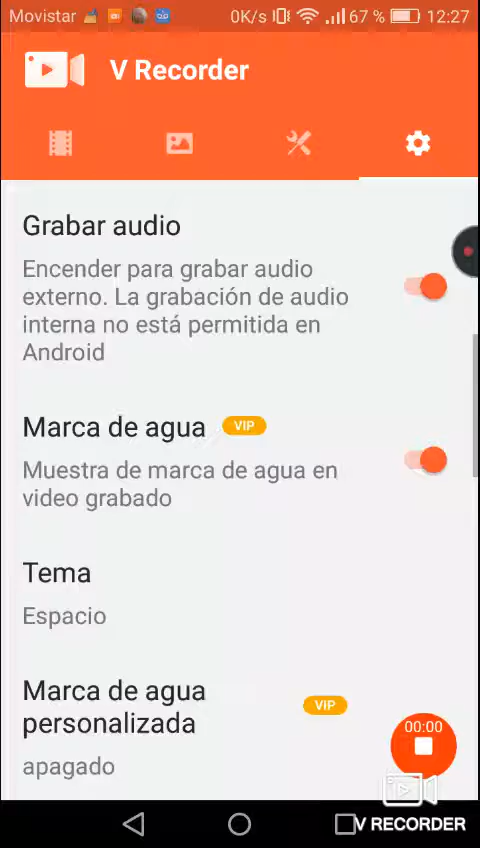 Movistar 0K/s 67 % 12:27
V Recorder
Grabar audio
Encender para grabar audio
externo. La grabación de audio
interna no está permitida en
Android
Marca de agua VIP
Muestra de marca de agua en
video grabado
Tema
Espacio
Marca de agua
personalizada VIP
apagado
00:00
V RECORDER